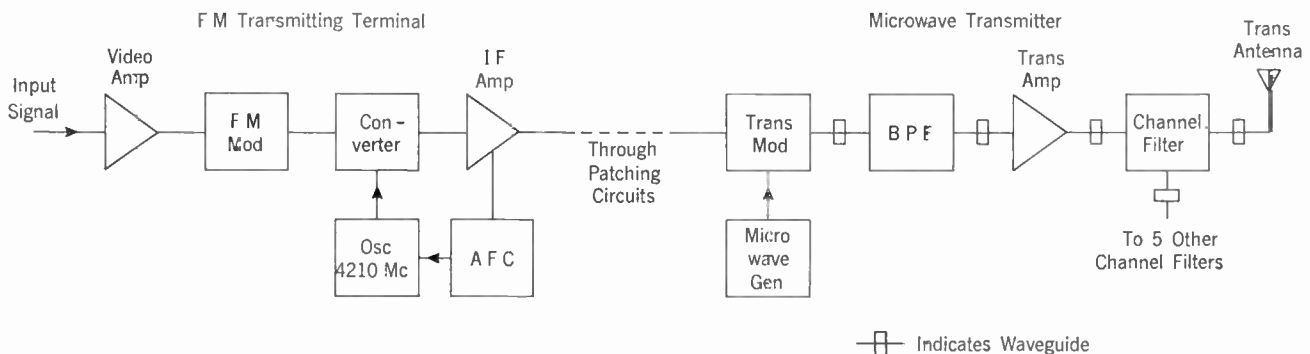 F M Transmitting Terminal
Microwave Transmitter
Input
Signal
Video
Amp
F M
Mod
Con-
verter
I F
Amp
Osc
4210 Mc
A F C
Through
Patching
Circuits
Trans
Mod
Micro
wave
Gen
B P F
Trans
Amp
Channel
Filter
Trans
Antenna
To 5 Other
Channel Filters
Indicates Waveguide